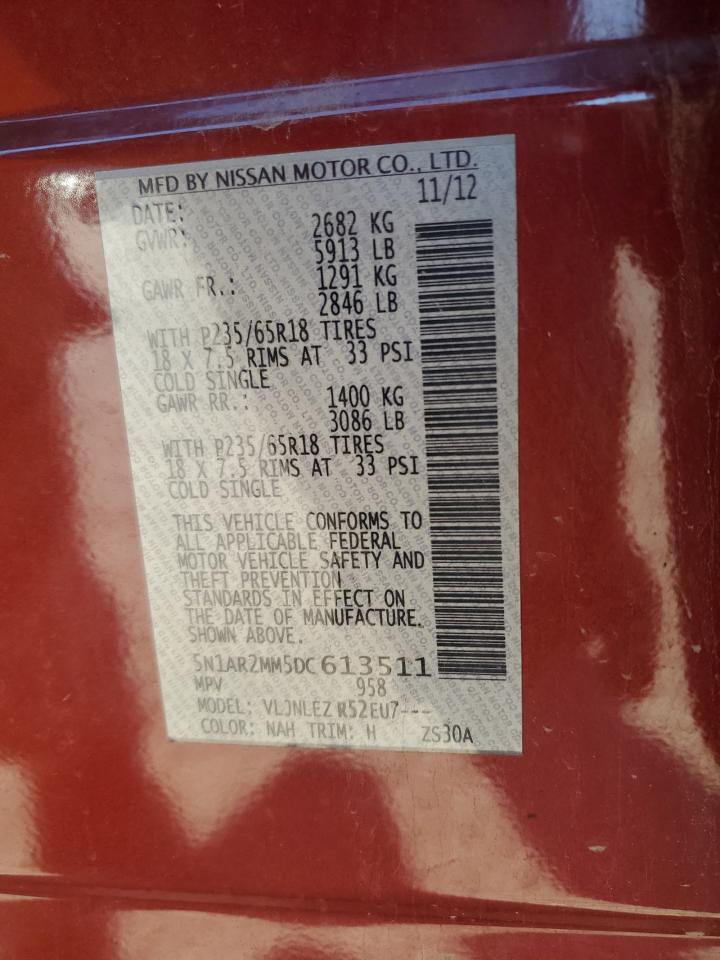 MFD BY NISSAN MOTOR CO., LTD.
DATE: 11/12
GVWR: 2682 KG
5913 LB
GAWR FR.: 1291 KG
2846 LB
WITH P235/65R18 TIRES
18 X 7.5 RIMS AT 33 PSI
COLD SINGLE
GAWR RR.: 1400 KG
3086 LB
WITH P235/65R18 TIRES
18 X 7.5 RIMS AT 33 PSI
COLD SINGLE
THIS VEHICLE CONFORMS TO
ALL APPLICABLE FEDERAL
MOTOR VEHICLE SAFETY AND
THEFT PREVENTION
STANDARDS IN EFFECT ON
THE DATE OF MANUFACTURE.
SHOWN ABOVE.
5N1AR2MM5DC613511
MPV 958
MODEL: VLJNLEZ R52EU7---
COLOR: NAH TRIM: H ZS30A